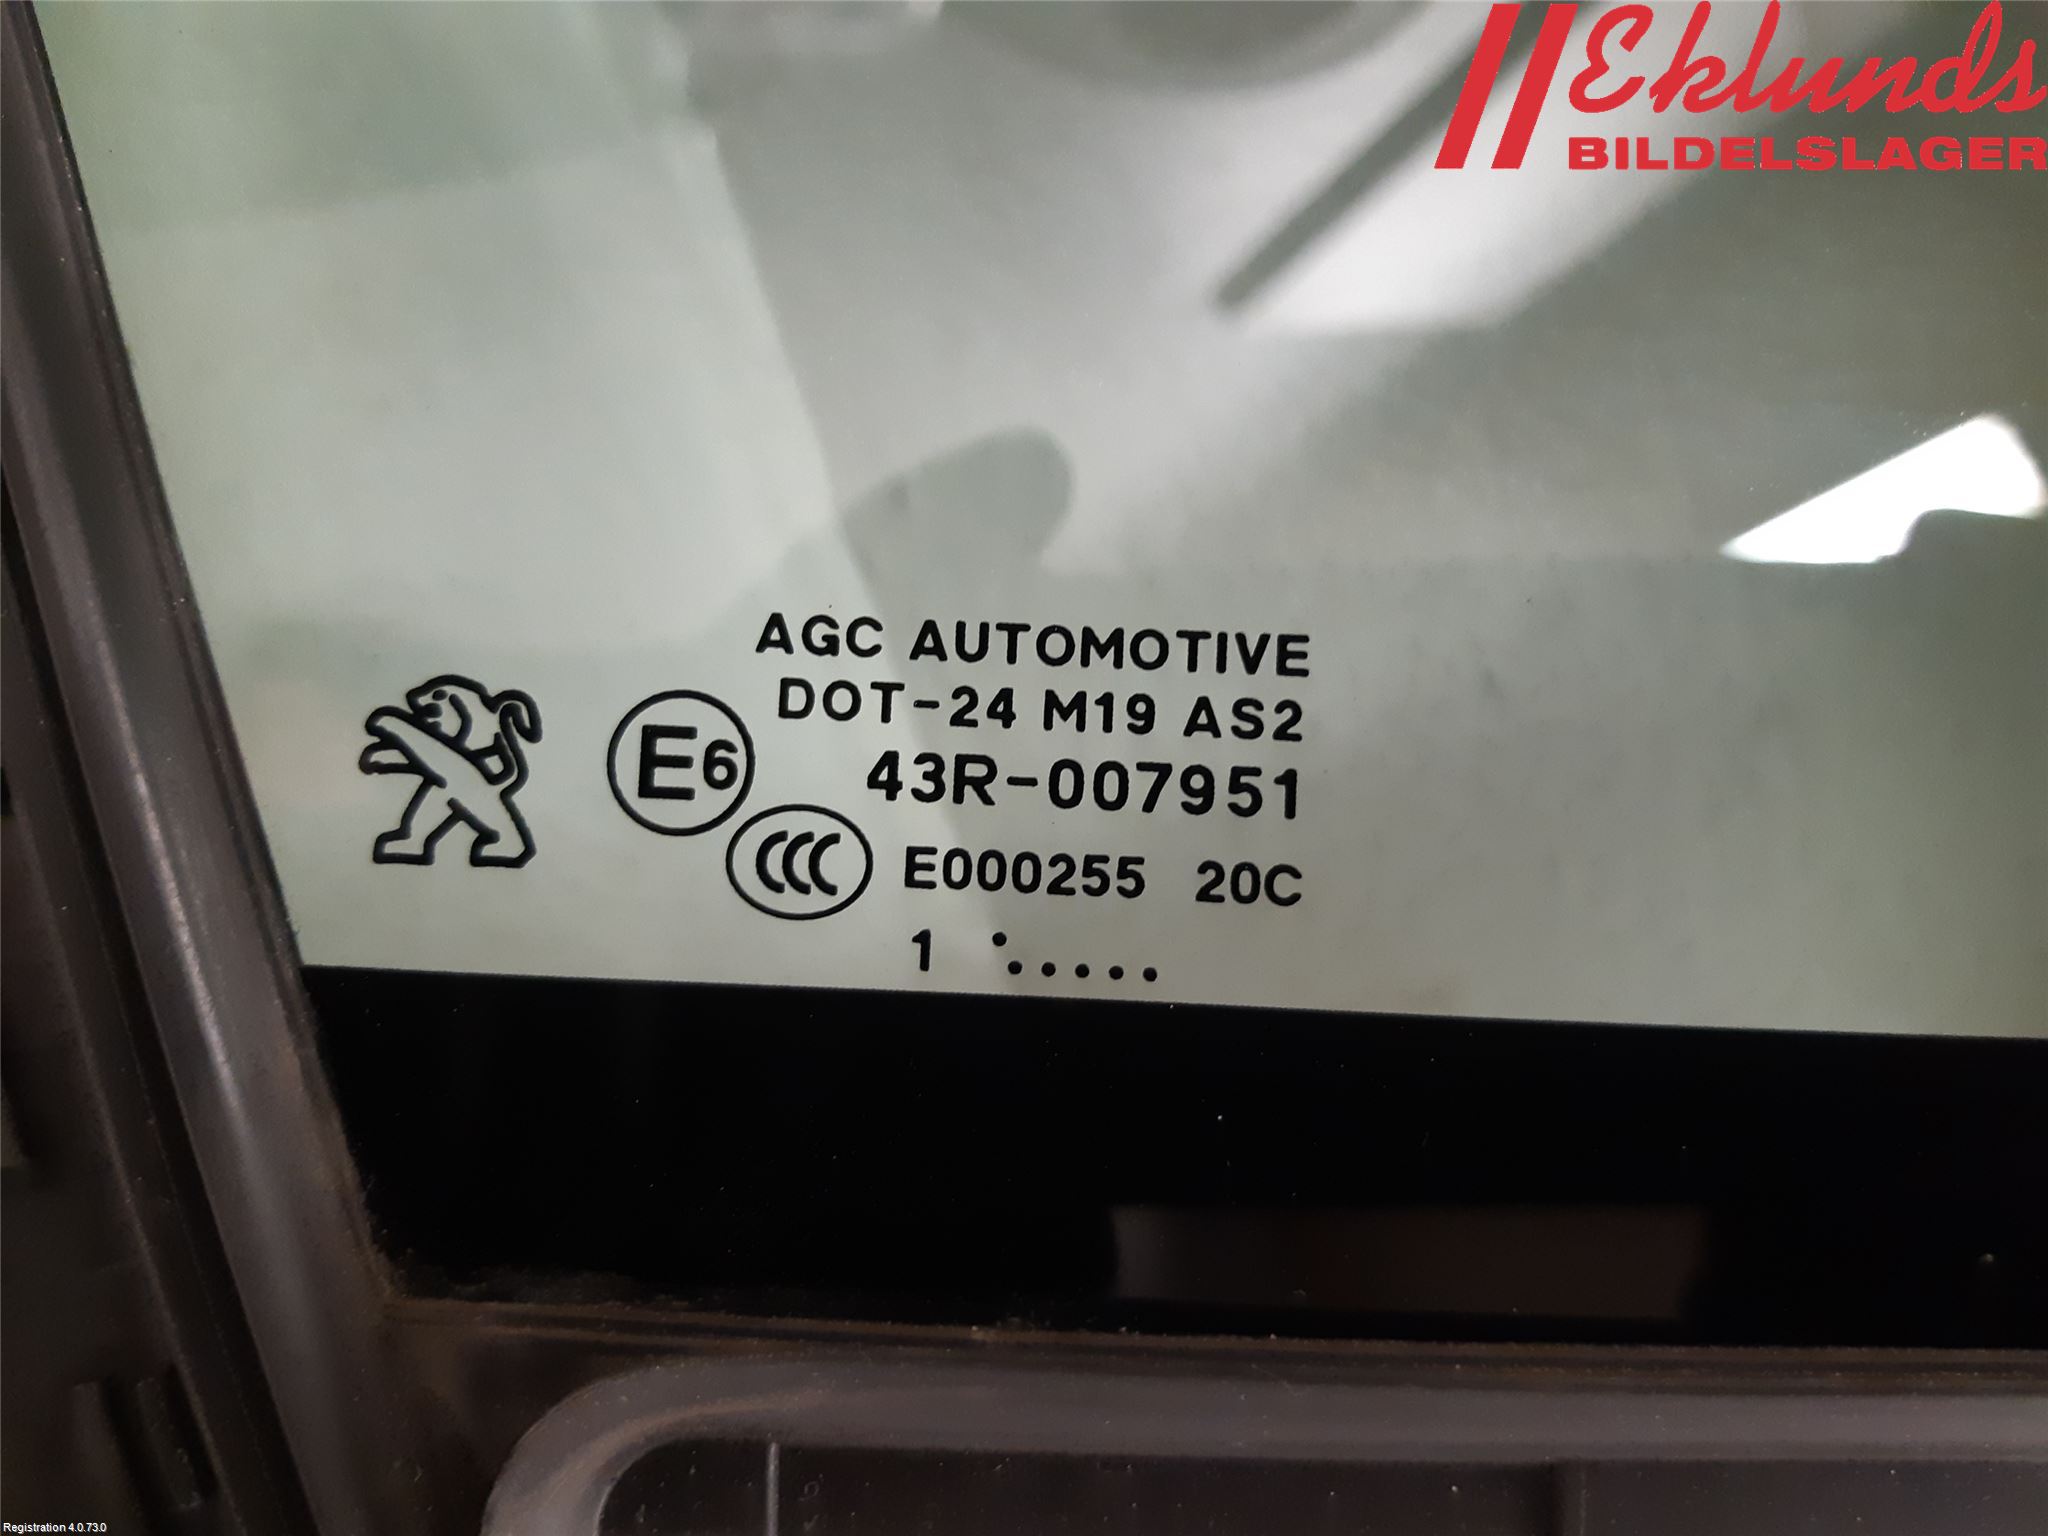 Eklunds
BILDELSLAGER
AGC AUTOMOTIVE
DOT-24 M19 AS2
E6 43R-007951
CCC E000255 20C
1 ••••••
Registration 4.0.73.0